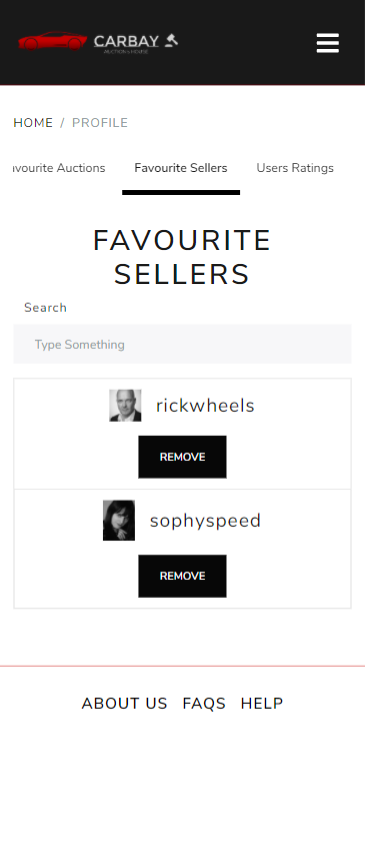 CARBAY
AUCTION & HOUSE
HOME / PROFILE
vourite Auctions Favourite Sellers Users Ratings
FAVOURITE
SELLERS
Search
Type Something
rickwheels
REMOVE
sophyspeed
REMOVE
ABOUT US FAQS HELP